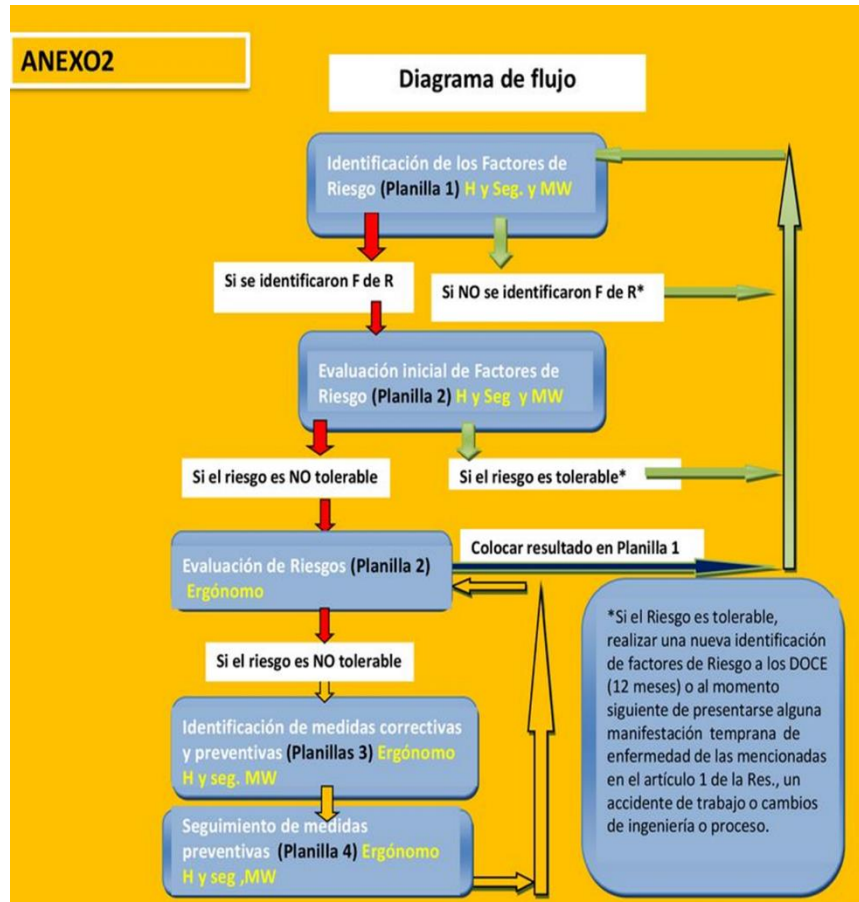 ANEXO2
Diagrama de flujo
Identificación de los Factores de
Riesgo (Planilla 1) H y Seg. y MW
Si se identificaron F de R
Si NO se identificaron F de R*
Evaluación inicial de Factores de
Riesgo (Planilla 2) H y Seg y MW
Si el riesgo es NO tolerable
Si el riesgo es tolerable*
Evaluación de Riesgos (Planilla 2)
Ergónomo
Colocar resultado en Planilla 1
Si el riesgo es NO tolerable
Identificación de medidas correctivas
y preventivas (Planillas 3) Ergónomo
H y seg. MW
Seguimiento de medidas
preventivas (Planilla 4) Ergónomo
H y seg ,MW
*Si el Riesgo es tolerable,
realizar una nueva identificación
de factores de Riesgo a los DOCE
(12 meses) o al momento
siguiente de presentarse alguna
manifestación temprana de
enfermedad de las mencionadas
en el artículo 1 de la Res., un
accidente de trabajo o cambios
de ingeniería o proceso.